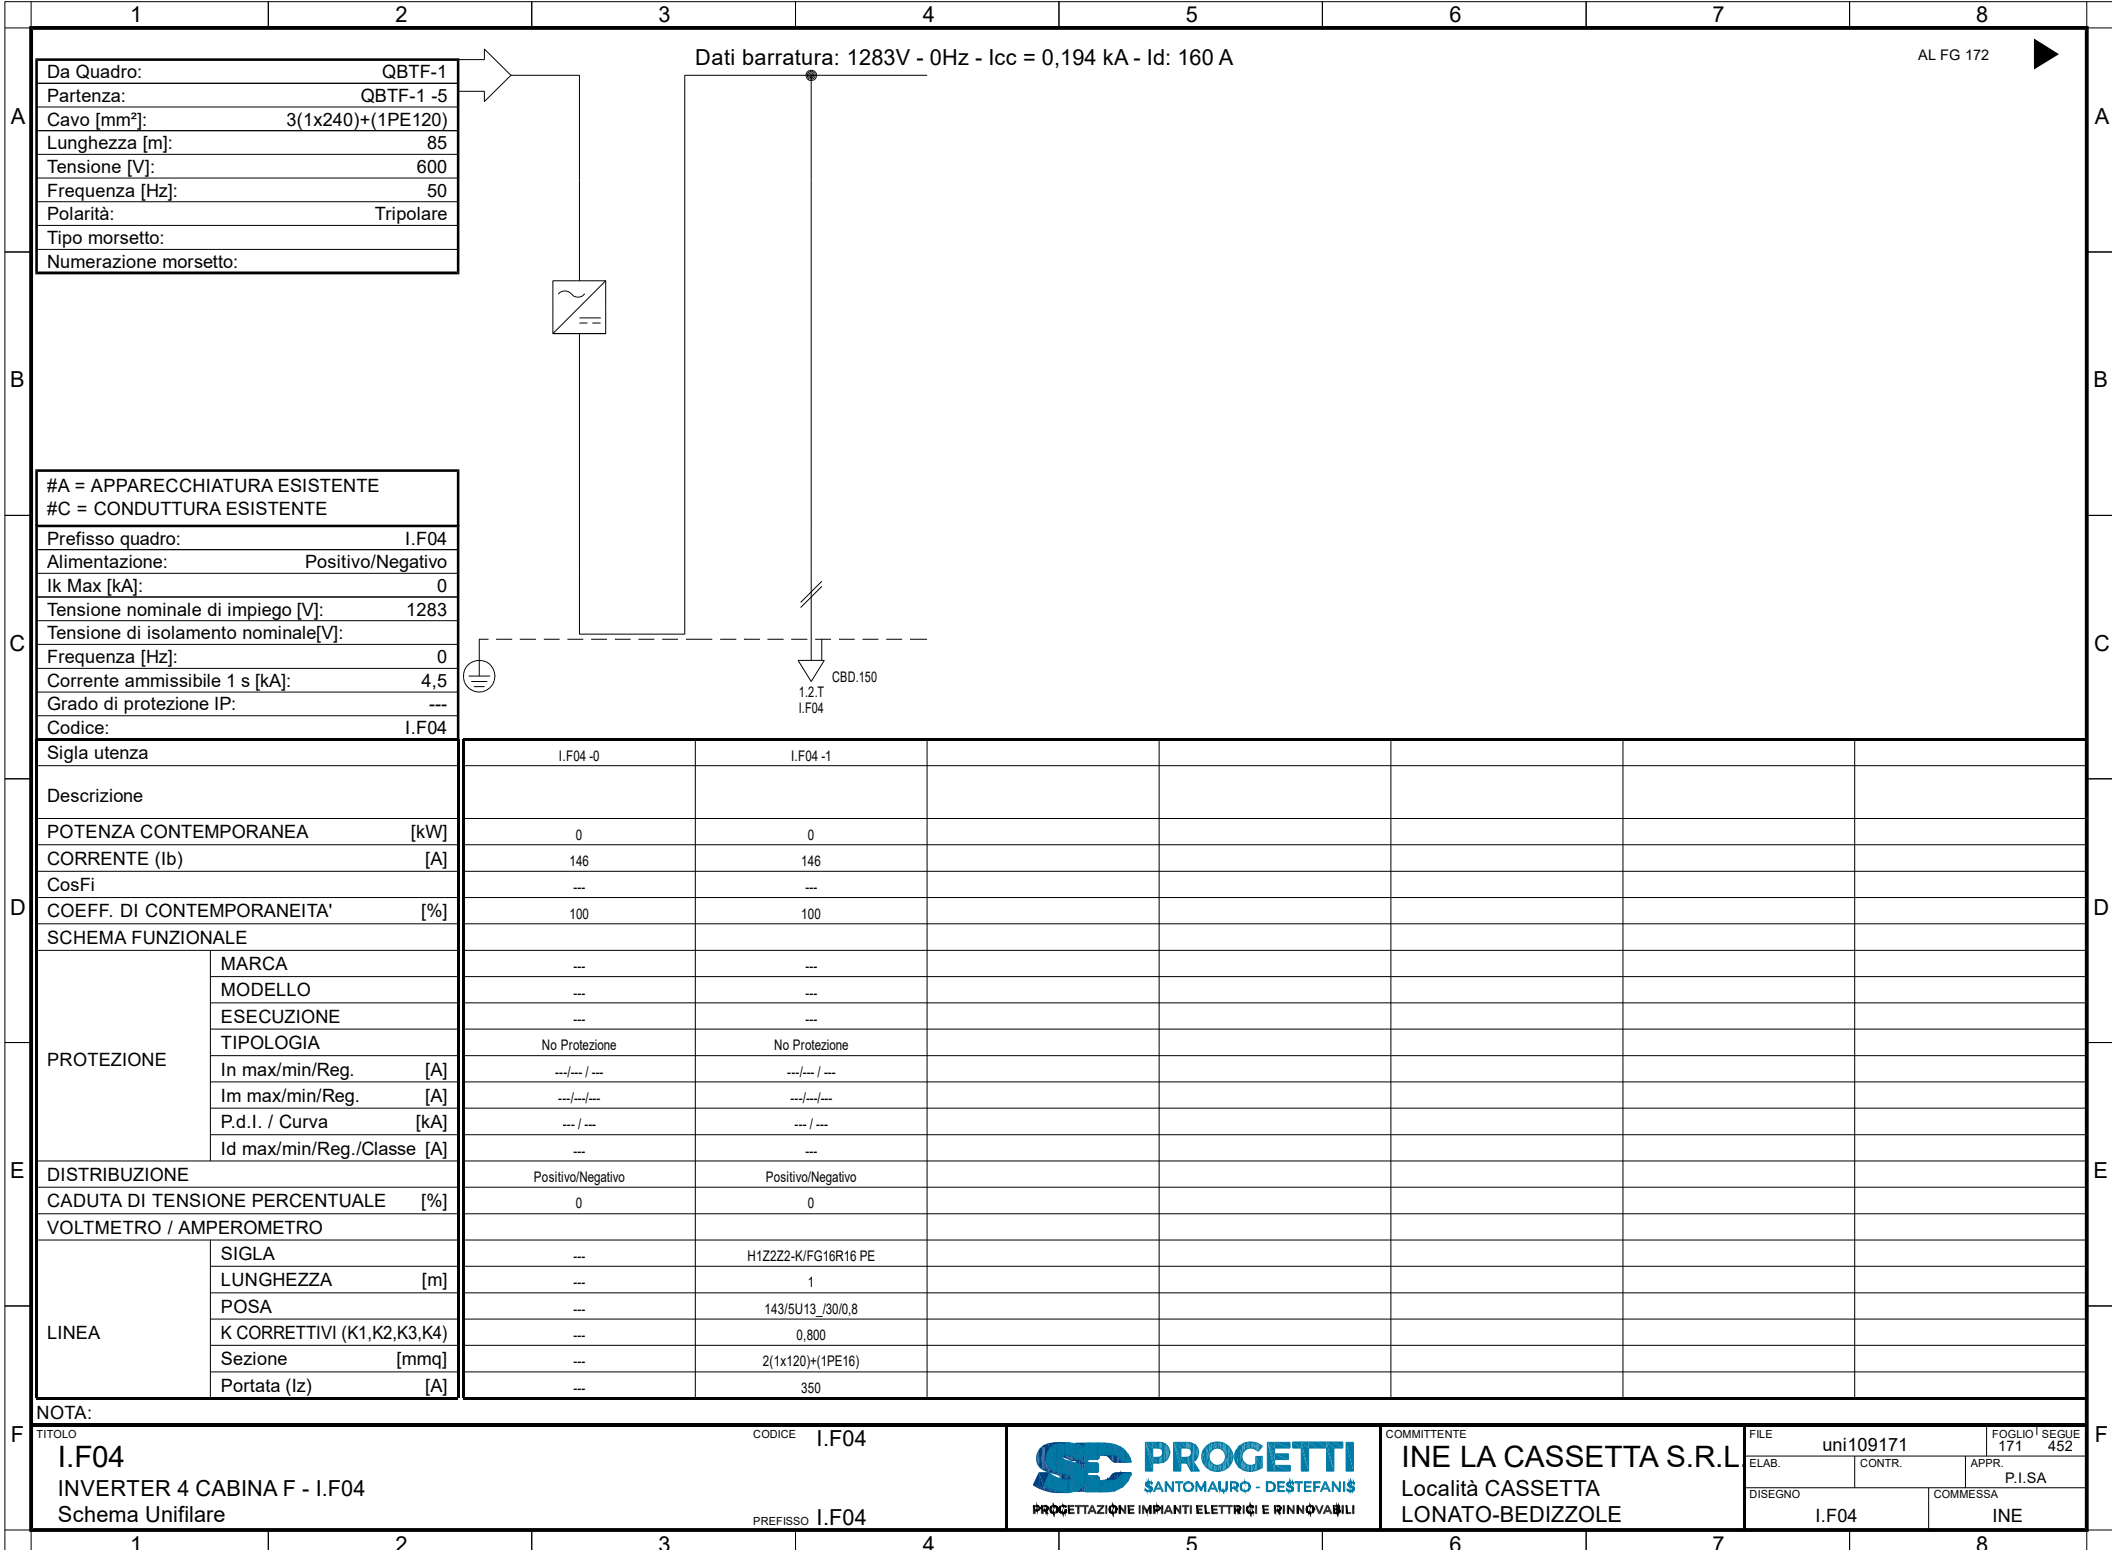 1 2 3 4 5 6 7 8
Dati barratura: 1283V - 0Hz - Icc = 0,194 kA - Id: 160 A
AL FG 172
Da Quadro: QBTF-1
Partenza: QBTF-1 -5
Cavo [mm²]: 3(1x240)+(1PE120)
Lunghezza [m]: 85
Tensione [V]: 600
Frequenza [Hz]: 50
Polarità: Tripolare
Tipo morsetto:
Numerazione morsetto:
A A
B B
#A = APPARECCHIATURA ESISTENTE
#C = CONDUTTURA ESISTENTE
Prefisso quadro: I.F04
Alimentazione: Positivo/Negativo
Ik Max [kA]: 0
Tensione nominale di impiego [V]: 1283
Tensione di isolamento nominale[V]:
Frequenza [Hz]: 0
Corrente ammissibile 1 s [kA]: 4,5
Grado di protezione IP: ---
Codice: I.F04
C C
CBD.150
1.2.T
I.F04
Sigla utenza I.F04 -0 I.F04 -1
Descrizione
POTENZA CONTEMPORANEA [kW] 0 0
CORRENTE (Ib) [A] 146 146
CosFi --- ---
D COEFF. DI CONTEMPORANEITA' [%] 100 100 D
SCHEMA FUNZIONALE
PROTEZIONE
MARCA --- ---
MODELLO --- ---
ESECUZIONE --- ---
TIPOLOGIA No Protezione No Protezione
In max/min/Reg. [A] ---/--- / --- ---/--- / ---
Im max/min/Reg. [A] ---/---/--- ---/---/---
P.d.I. / Curva [kA] --- / --- --- / ---
Id max/min/Reg./Classe [A] --- ---
E DISTRIBUZIONE Positivo/Negativo Positivo/Negativo E
CADUTA DI TENSIONE PERCENTUALE [%] 0 0
VOLTMETRO / AMPEROMETRO
LINEA
SIGLA --- H1Z2Z2-K/FG16R16 PE
LUNGHEZZA [m] --- 1
POSA --- 143/5U13_/30/0,8
K CORRETTIVI (K1,K2,K3,K4) --- 0,800
Sezione [mmq] --- 2(1x120)+(1PE16)
Portata (Iz) [A] --- 350
NOTA:
F F
TITOLO
I.F04
INVERTER 4 CABINA F - I.F04
Schema Unifilare
CODICE I.F04
PREFISSO I.F04
SD PROGETTI
SANTOMAURO - DESTEFANIS
PROGETTAZIONE IMPIANTI ELETTRICI E RINNOVABILI
COMMITTENTE
INE LA CASSETTA S.R.L.
Località CASSETTA
LONATO-BEDIZZOLE
FILE uni109171
FOGLIO 171 SEGUE 452
ELAB. CONTR. APPR. P.I.SA
DISEGNO I.F04
COMMESSA INE
1 2 3 4 5 6 7 8